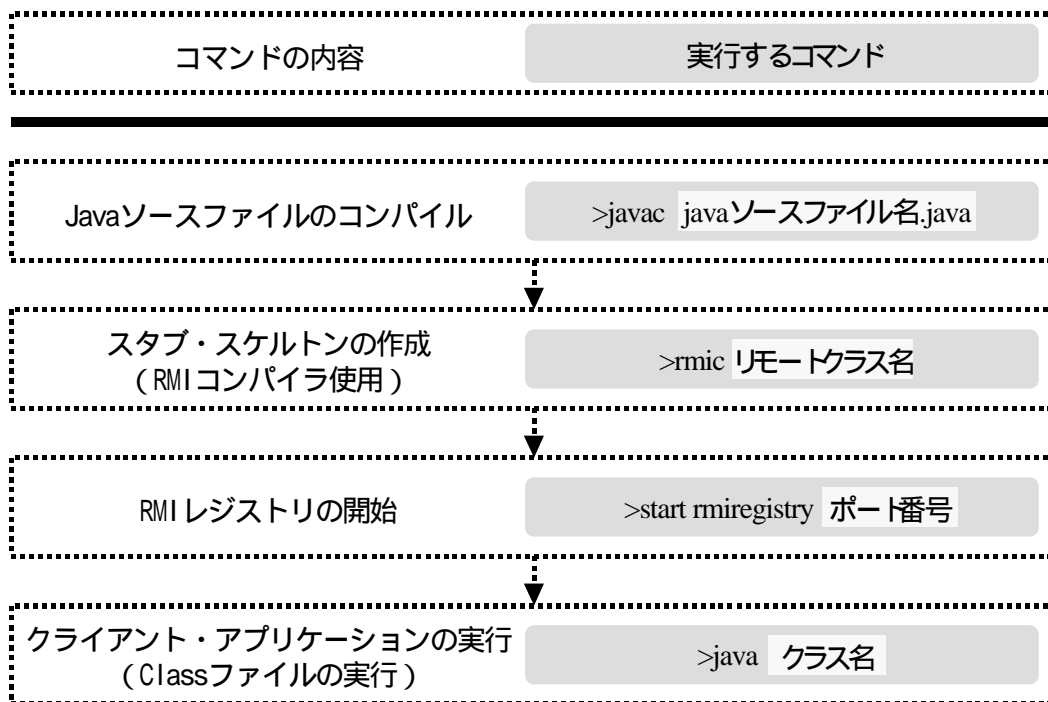 コマンドの内容 実行するコマンド
Javaソースファイルのコンパイル >javac javaソースファイル名.java
スタブ・スケルトンの作成
(RMIコンパイラ使用) >rmic リモートクラス名
RMIレジストリの開始 >start rmiregistry ポート番号
クライアント・アプリケーションの実行
(Classファイルの実行) >java クラス名